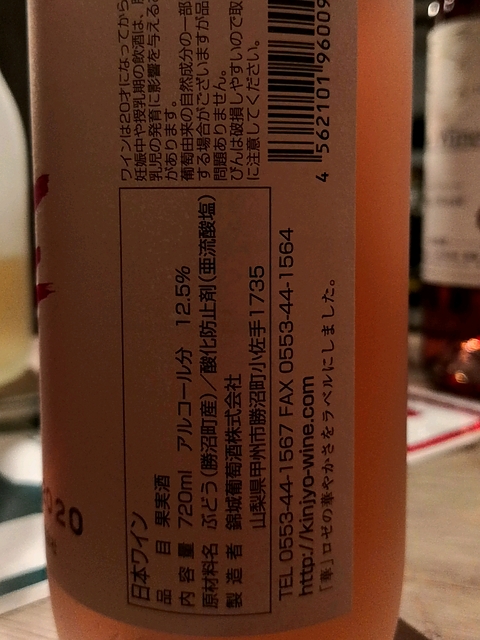 ワインは20才になってから
妊娠中や授乳期の飲酒は、
乳児の発育に影響を与える
があります。
葡萄由来の自然成分の一部
する場合がございますが品
問題ありません。
びんは破損しやすいので取
に注意してください。
4 562101 96009
日本ワイン
品目 果実酒
内容量 720ml アルコール分 12.5%
原材料名 ぶどう(勝沼町産)/酸化防止剤(亜流酸塩)
製造者 錦城葡萄酒株式会社
山梨県甲州市勝沼町小佐手1735
TEL 0553-44-1567 FAX 0553-44-1564
http://kinjyo-wine.com
「華」ロゼの華やかさをラベルにしました。
2020